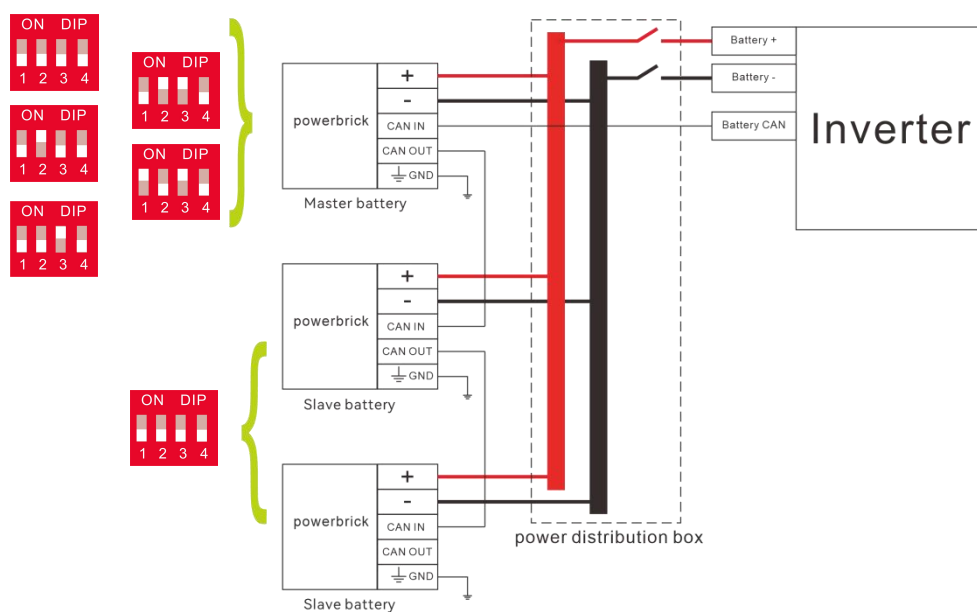 ON DIP
1 2 3 4
ON DIP
1 2 3 4
ON DIP
1 2 3 4
ON DIP
1 2 3 4
ON DIP
1 2 3 4
powerbrick
+
-
CAN IN
CAN OUT
GND
Master battery
Battery +
Battery -
Battery CAN
Inverter
powerbrick
+
-
CAN IN
CAN OUT
GND
Slave battery
ON DIP
1 2 3 4
powerbrick
+
-
CAN IN
CAN OUT
GND
Slave battery
power distribution box